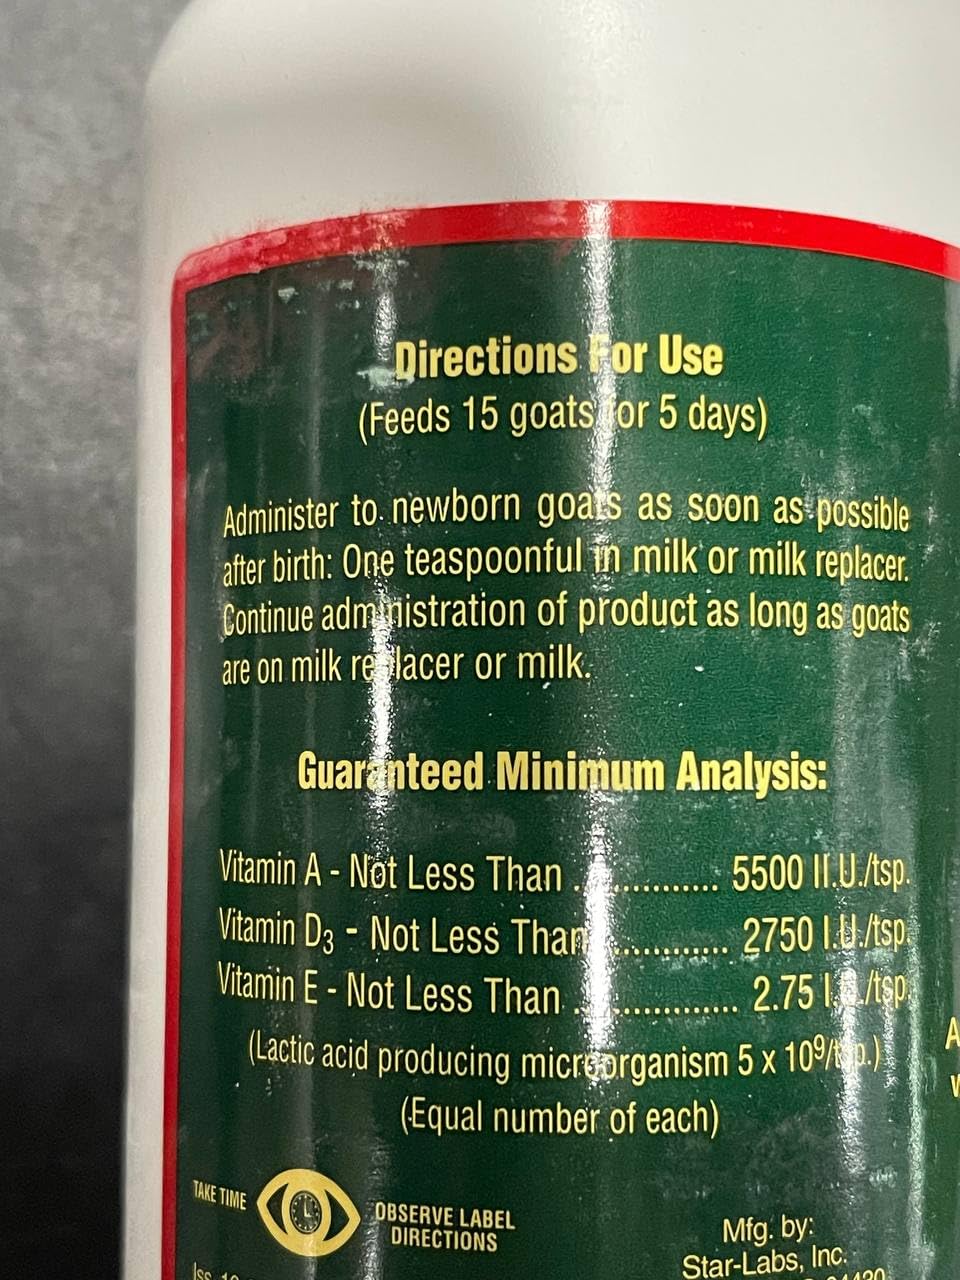 Directions For Use
(Feeds 15 goats for 5 days)
Administer to newborn goats as soon as possible
after birth: One teaspoonful in milk or milk replacer.
Continue administration of product as long as goats
are on milk replacer or milk.
Guaranteed Minimum Analysis:
Vitamin A - Not Less Than .............. 5500 II.U./tsp.
Vitamin D3 - Not Less Than ............ 2750 I.U./tsp.
Vitamin E - Not Less Than .............. 2.75 I.U./tsp.
(Lactic acid producing microorganism 5 x 10⁹/tsp.)
(Equal number of each)
TAKE TIME
OBSERVE LABEL
DIRECTIONS
Mfg. by:
Star-Labs, Inc.